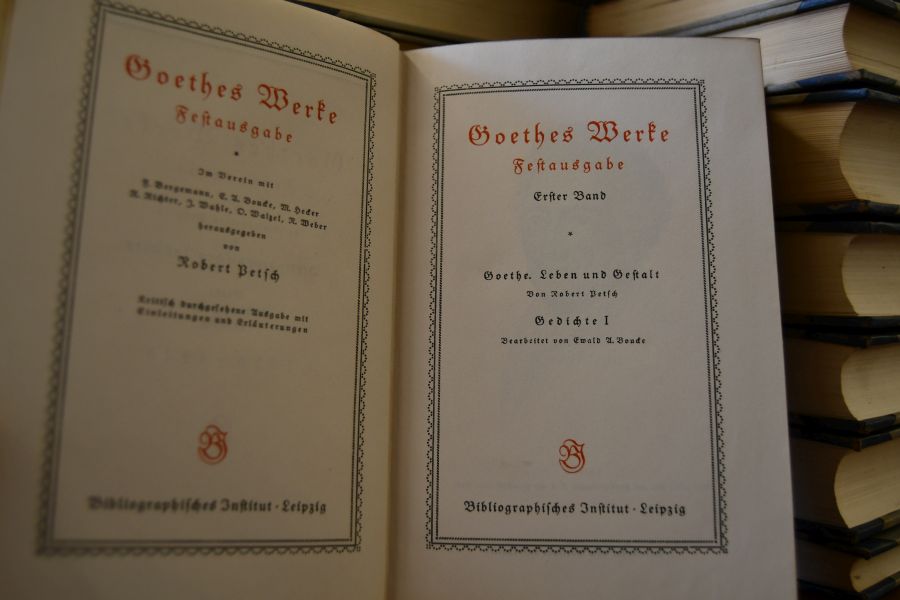 Goethes Werke
Festausgabe
*
Im Verein mit
F. Bergemann, E. A. Boucke, M. Hecker
R. Richter, J. Wahle, O. Walzel, R. Weber
herausgegeben
von
Robert Petsch
Kritisch durchgesehene Ausgabe mit
Einleitungen und Erläuterungen
BI
Bibliographisches Institut · Leipzig
Goethes Werke
Festausgabe
Erster Band
*
Goethe. Leben und Gestalt
Von Robert Petsch
Gedichte I
Bearbeitet von Ewald A. Boucke
BI
Bibliographisches Institut · Leipzig